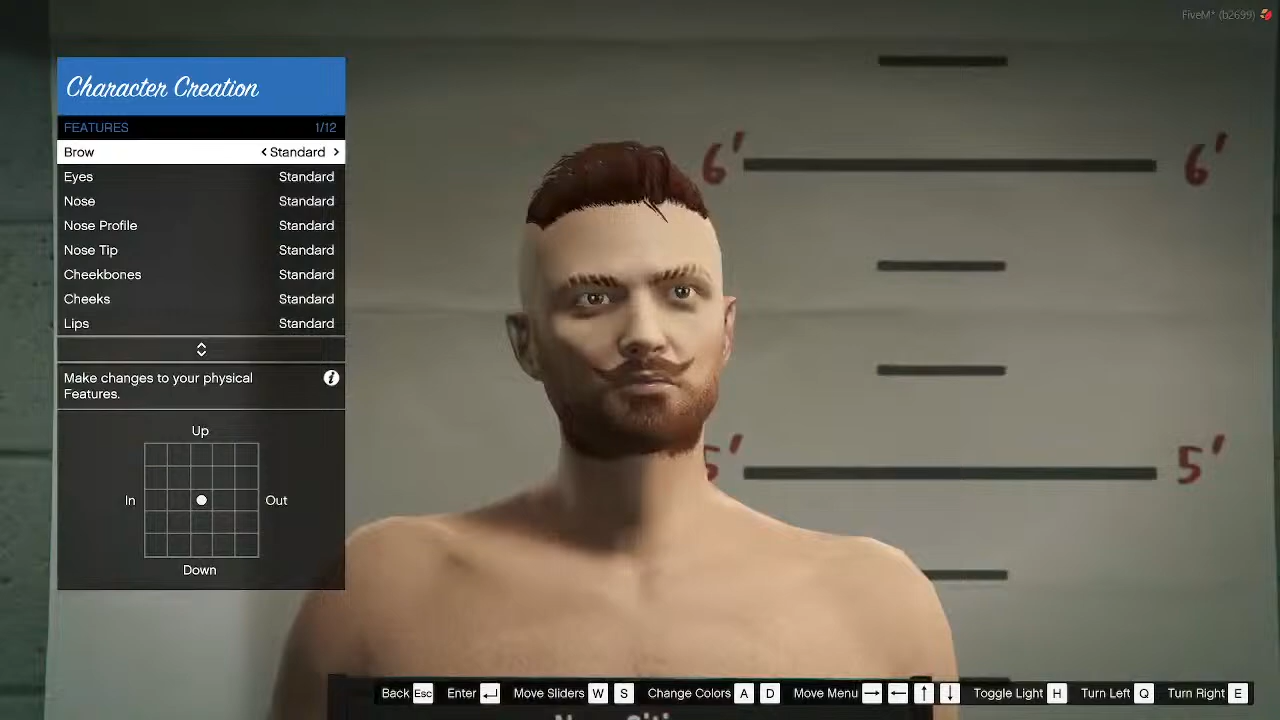 FiveM* (b2699)
Character Creation
FEATURES 1/12
Brow Standard
Eyes Standard
Nose Standard
Nose Profile Standard
Nose Tip Standard
Cheekbones Standard
Cheeks Standard
Lips Standard
Make changes to your physical
Features.
Up
In Out
Down
6' 6'
5' 5'
Back Esc Enter Move Sliders W S Change Colors A D Move Menu Toggle Light H Turn Left Q Turn Right E